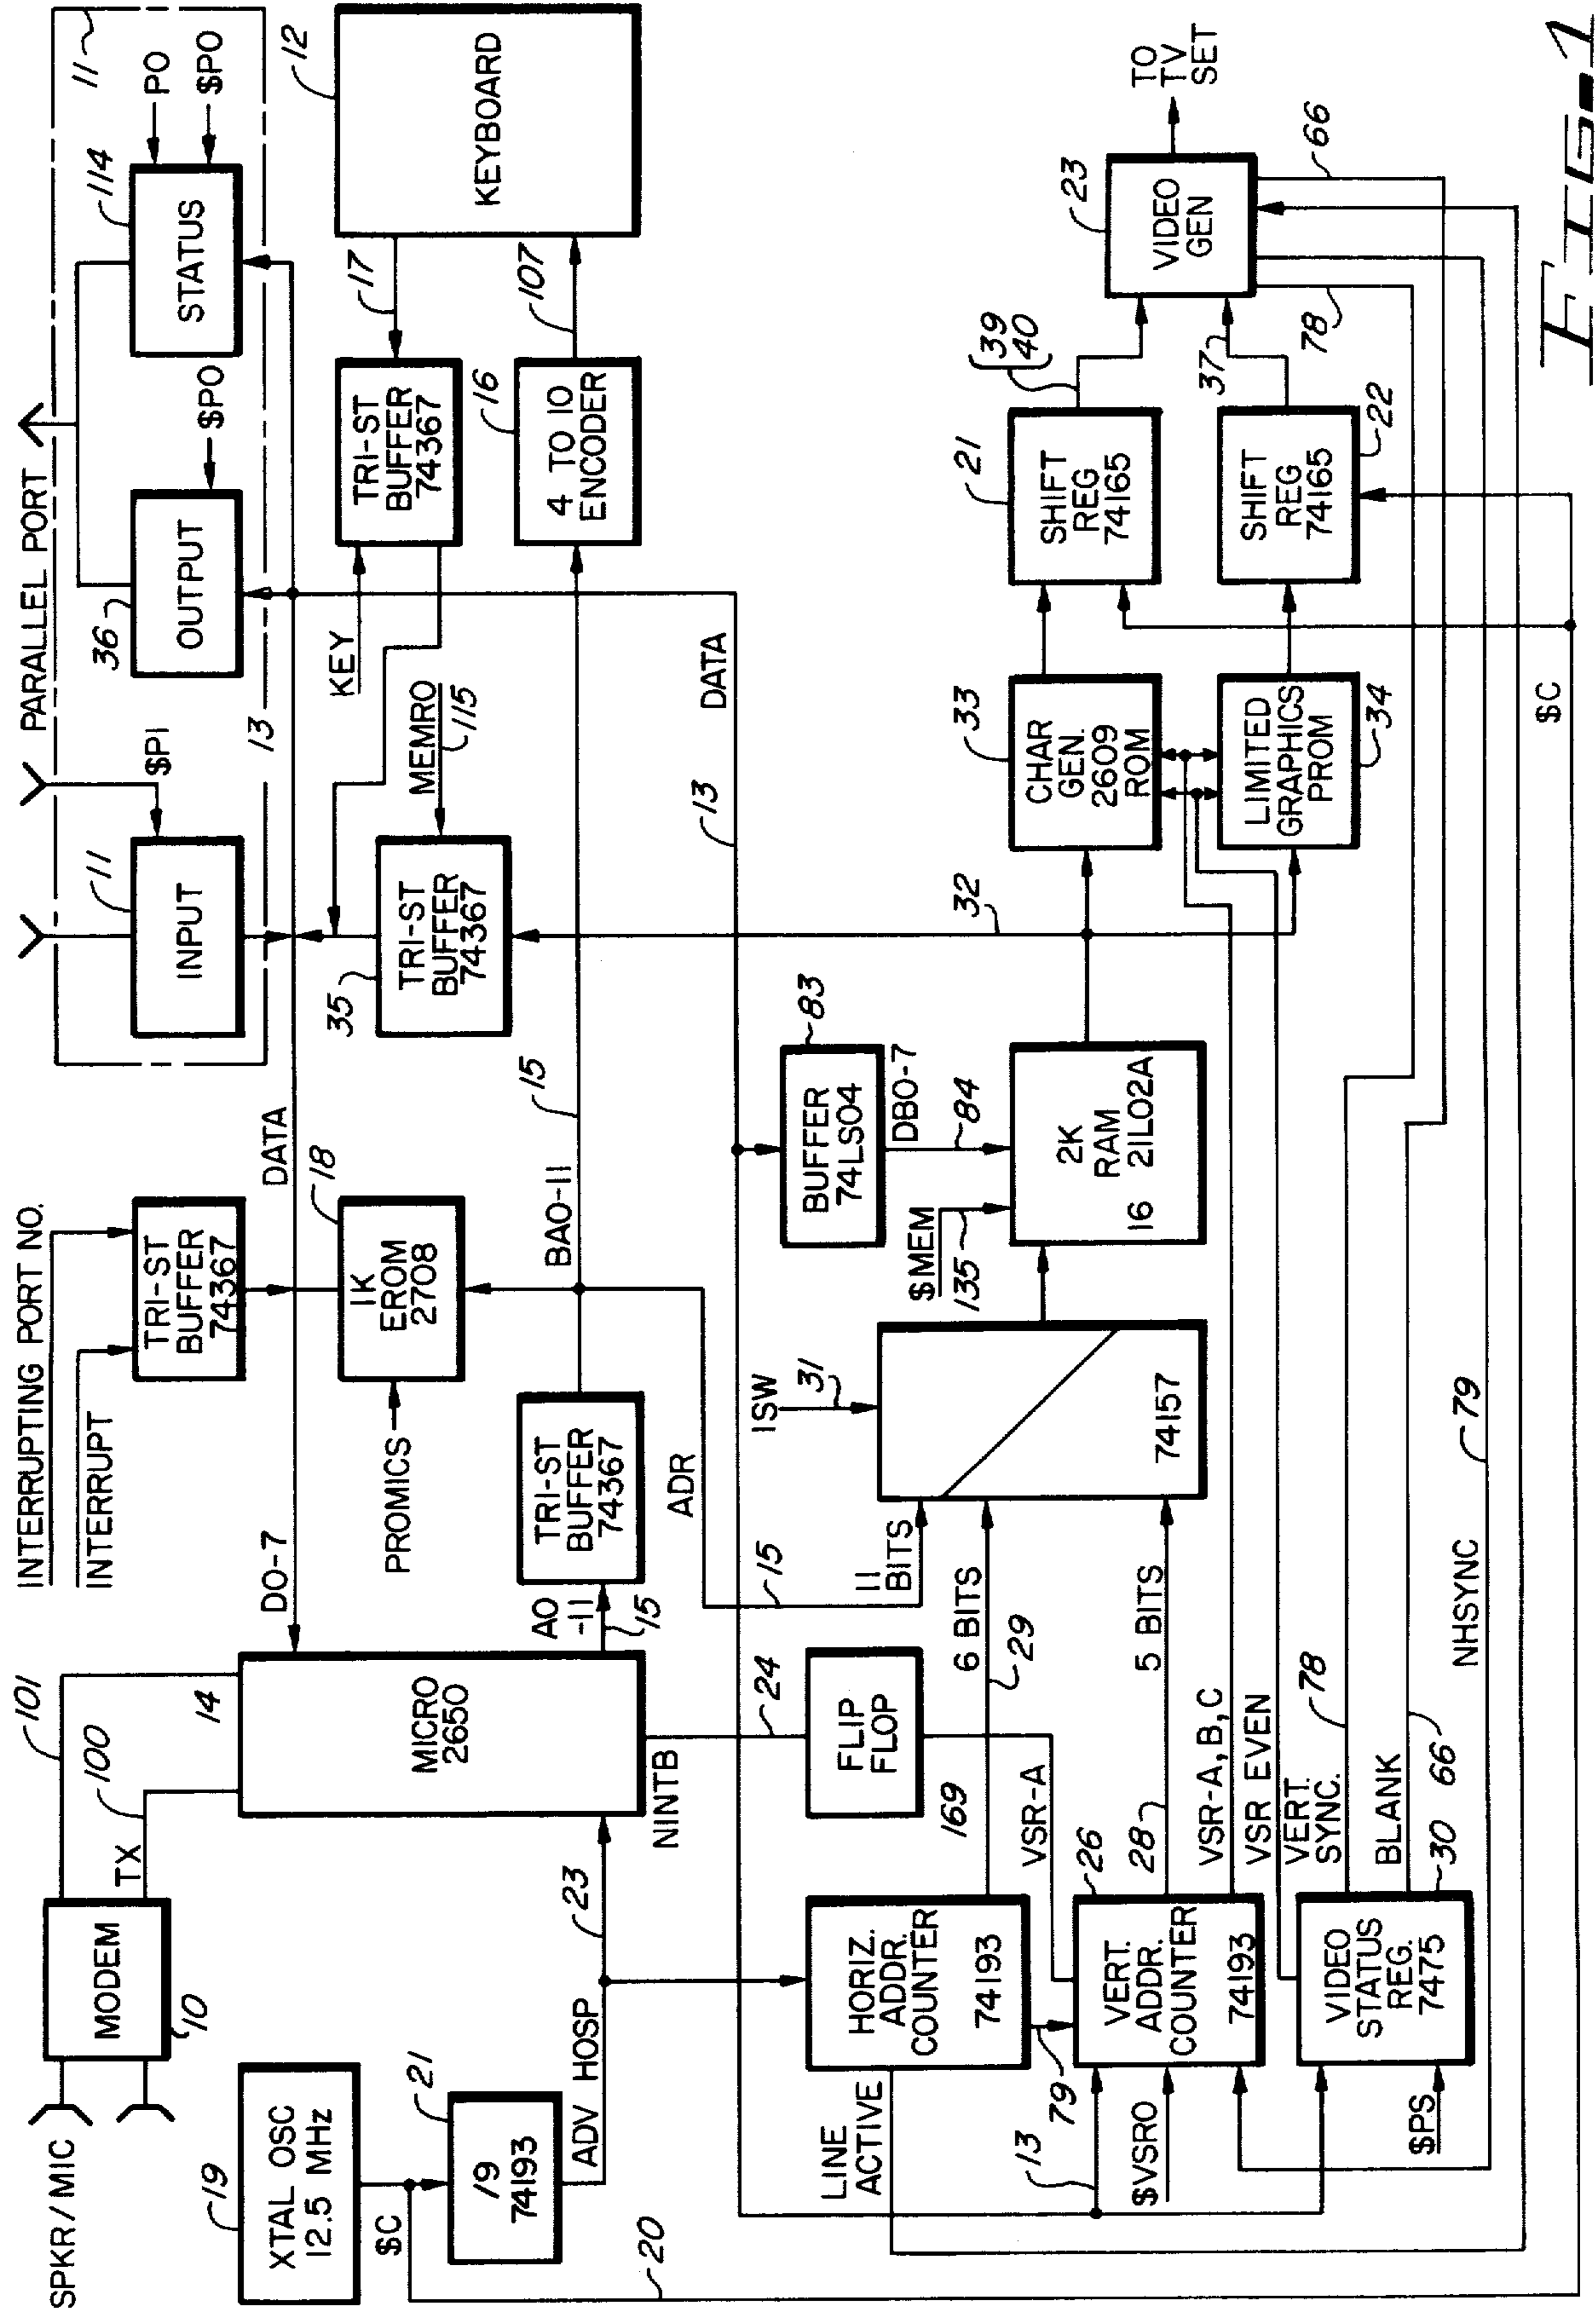 SPKR/MIC
MODEM
10
TX
100
101
INTERRUPTING PORT NO.
INTERRUPT
TRI-ST
BUFFER
74367
PARALLEL PORT
11
INPUT
11
$PI
OUTPUT
36
$PO
STATUS
114
PO
$PO
13
DATA
DO-7
14
MICRO
2650
NINTB
XTAL OSC
12.5 MHz
19
$C
/9
74193
21
ADV HOSP
23
20
PROMICS
1K
EROM
2708
18
AO
-11
15
TRI-ST
BUFFER
74367
BAO-11
15
ADR
15
TRI-ST
BUFFER
74367
35
MEMRO
115
KEY
TRI-ST
BUFFER
74367
17
4 TO 10
ENCODER
16
107
KEYBOARD
12
DATA
13
24
FLIP
FLOP
169
VSR-A
LINE
ACTIVE
HORIZ.
ADDR.
COUNTER
74193
79
6 BITS
29
11
BITS
ISW
31
74157
BUFFER
74LS04
83
DBO-7
84
$MEM
135
2K
RAM
16 21L02A
32
CHAR
GEN.
2609
ROM
33
LIMITED
GRAPHICS
PROM
34
SHIFT
REG
74165
21
SHIFT
REG
74165
22
39
40
37
VIDEO
GEN
23
TO
TV
SET
66
78
13
$VSRO
VERT.
ADDR.
COUNTER
74193
26
28
5 BITS
VSR-A,B,C
VSR EVEN
VERT.
SYNC.
78
BLANK
66
30
VIDEO
STATUS
REG.
7475
$PS
NHSYNC
79
$C
FIG-1